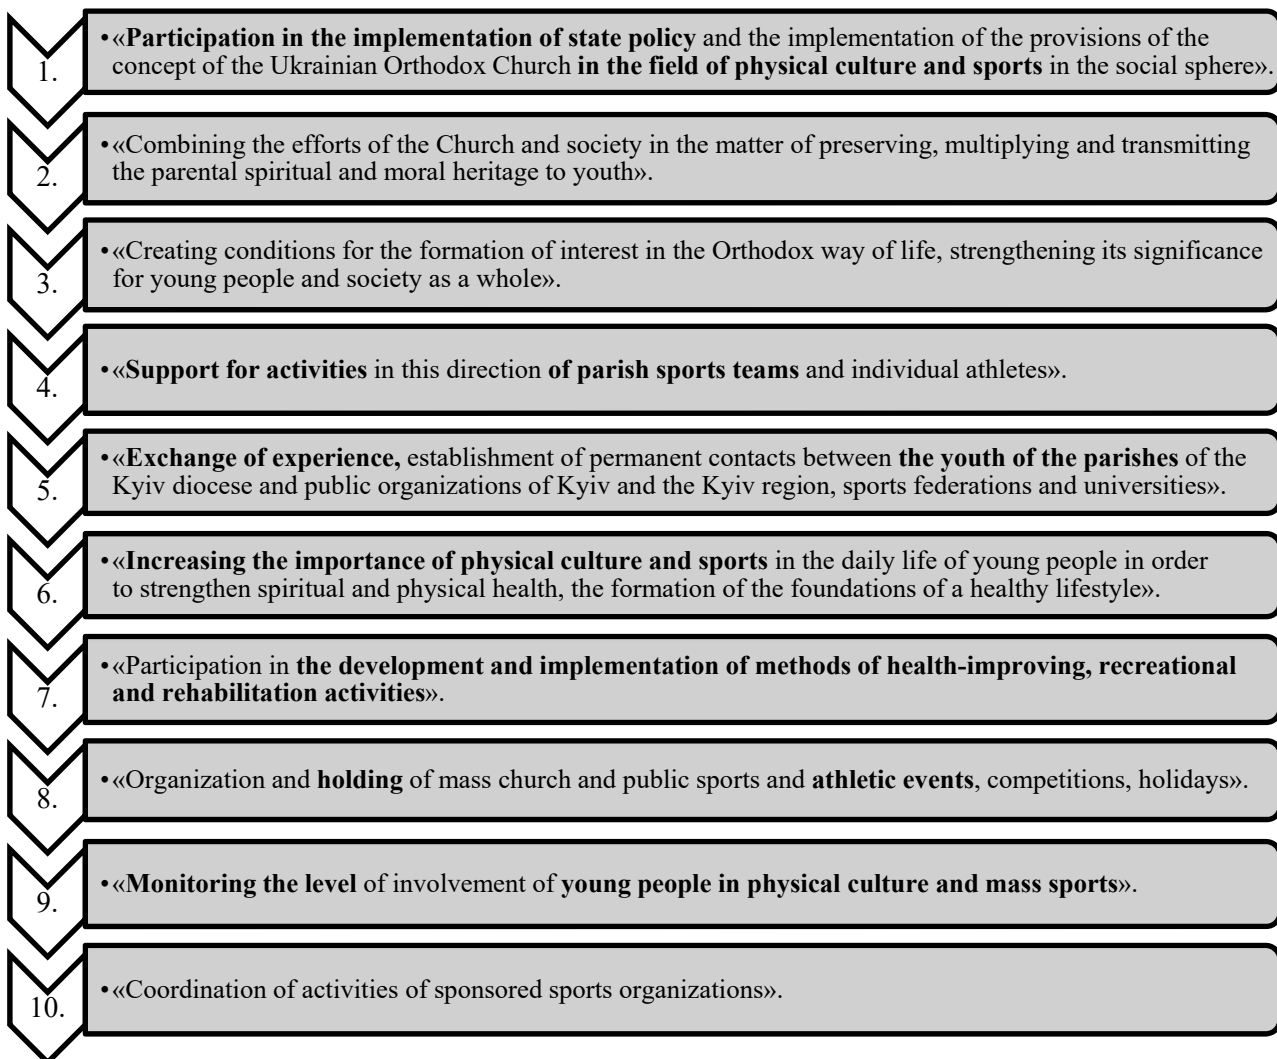 1.
•«Participation in the implementation of state policy and the implementation of the provisions of the
concept of the Ukrainian Orthodox Church in the field of physical culture and sports in the social sphere».
2.
•«Combining the efforts of the Church and society in the matter of preserving, multiplying and transmitting
the parental spiritual and moral heritage to youth».
3.
•«Creating conditions for the formation of interest in the Orthodox way of life, strengthening its significance
for young people and society as a whole».
4.
•«Support for activities in this direction of parish sports teams and individual athletes».
5.
•«Exchange of experience, establishment of permanent contacts between the youth of the parishes of the
Kyiv diocese and public organizations of Kyiv and the Kyiv region, sports federations and universities».
6.
•«Increasing the importance of physical culture and sports in the daily life of young people in order
to strengthen spiritual and physical health, the formation of the foundations of a healthy lifestyle».
7.
•«Participation in the development and implementation of methods of health-improving, recreational
and rehabilitation activities».
8.
•«Organization and holding of mass church and public sports and athletic events, competitions, holidays».
9.
•«Monitoring the level of involvement of young people in physical culture and mass sports».
10.
•«Coordination of activities of sponsored sports organizations».